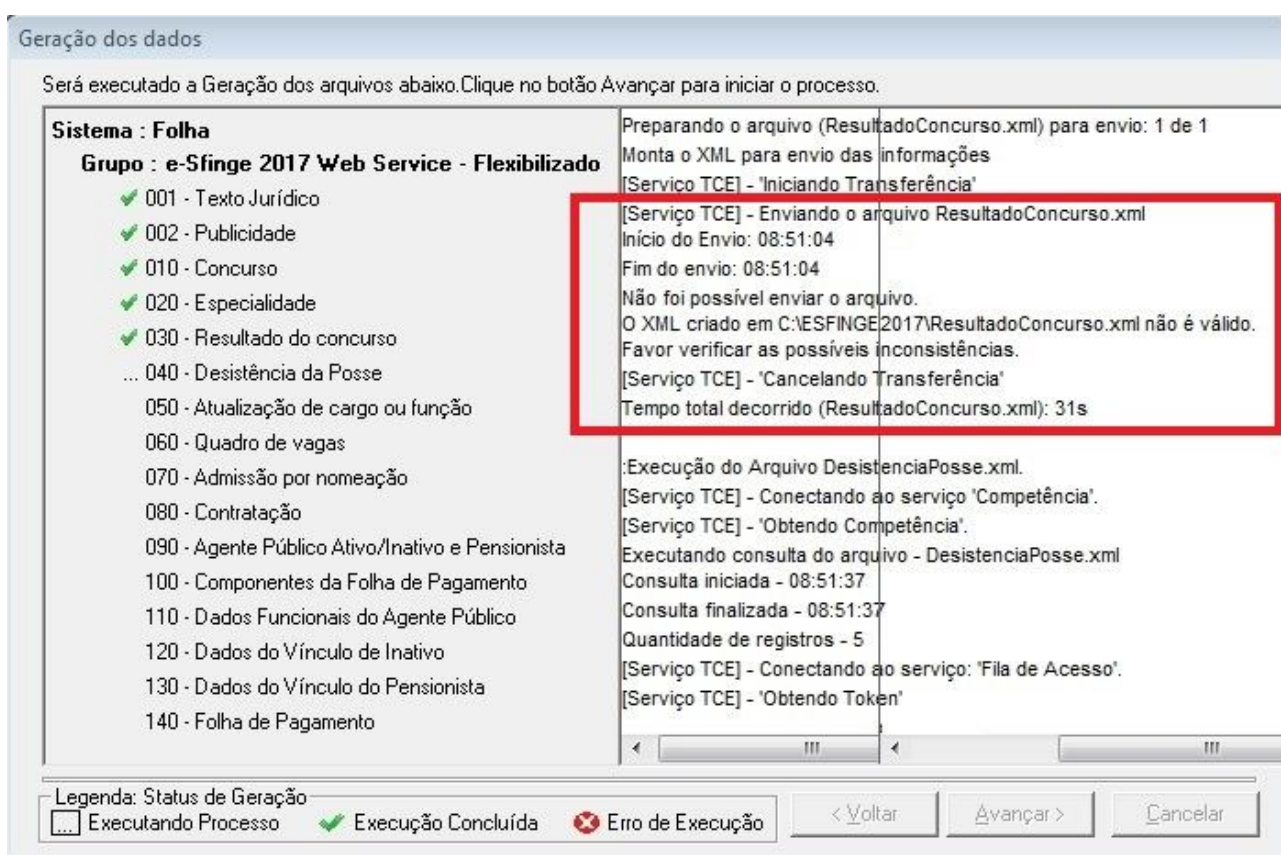 Geração dos dados
Será executado a Geração dos arquivos abaixo.Clique no botão Avançar para iniciar o processo.
Sistema : Folha
Grupo : e-Sfinge 2017 Web Service - Flexibilizado
001 - Texto Jurídico
002 - Publicidade
010 - Concurso
020 - Especialidade
030 - Resultado do concurso
... 040 - Desistência da Posse
050 - Atualização de cargo ou função
060 - Quadro de vagas
070 - Admissão por nomeação
080 - Contratação
090 - Agente Público Ativo/Inativo e Pensionista
100 - Componentes da Folha de Pagamento
110 - Dados Funcionais do Agente Público
120 - Dados do Vínculo de Inativo
130 - Dados do Vínculo do Pensionista
140 - Folha de Pagamento
Preparando o arquivo (ResultadoConcurso.xml) para envio: 1 de 1
Monta o XML para envio das informações
[Serviço TCE] - 'Iniciando Transferência'
[Serviço TCE] - Enviando o arquivo ResultadoConcurso.xml
Início do Envio: 08:51:04
Fim do envio: 08:51:04
Não foi possível enviar o arquivo.
O XML criado em C:\ESFINGE2017\ResultadoConcurso.xml não é válido.
Favor verificar as possíveis inconsistências.
[Serviço TCE] - 'Cancelando Transferência'
Tempo total decorrido (ResultadoConcurso.xml): 31s
:Execução do Arquivo DesistenciaPosse.xml.
[Serviço TCE] - Conectando ao serviço 'Competência'.
[Serviço TCE] - 'Obtendo Competência'.
Executando consulta do arquivo - DesistenciaPosse.xml
Consulta iniciada - 08:51:37
Consulta finalizada - 08:51:37
Quantidade de registros - 5
[Serviço TCE] - Conectando ao serviço: 'Fila de Acesso'.
[Serviço TCE] - 'Obtendo Token'
Legenda: Status de Geração
... Executando Processo Execução Concluída Erro de Execução
< Voltar Avançar > Cancelar